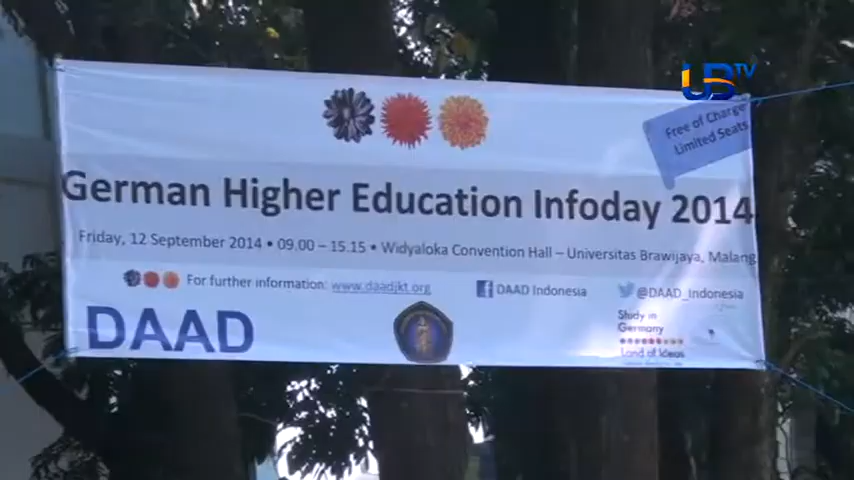 UBTV
Free of Charge
Limited Seats
German Higher Education Infoday 2014
Friday, 12 September 2014 • 09.00 – 15.15 • Widyaloka Convention Hall – Universitas Brawijaya, Malang
For further information: www.daadjkt.org
DAAD Indonesia
@DAAD_Indonesia
DAAD
Study in
Germany
Land of Ideas